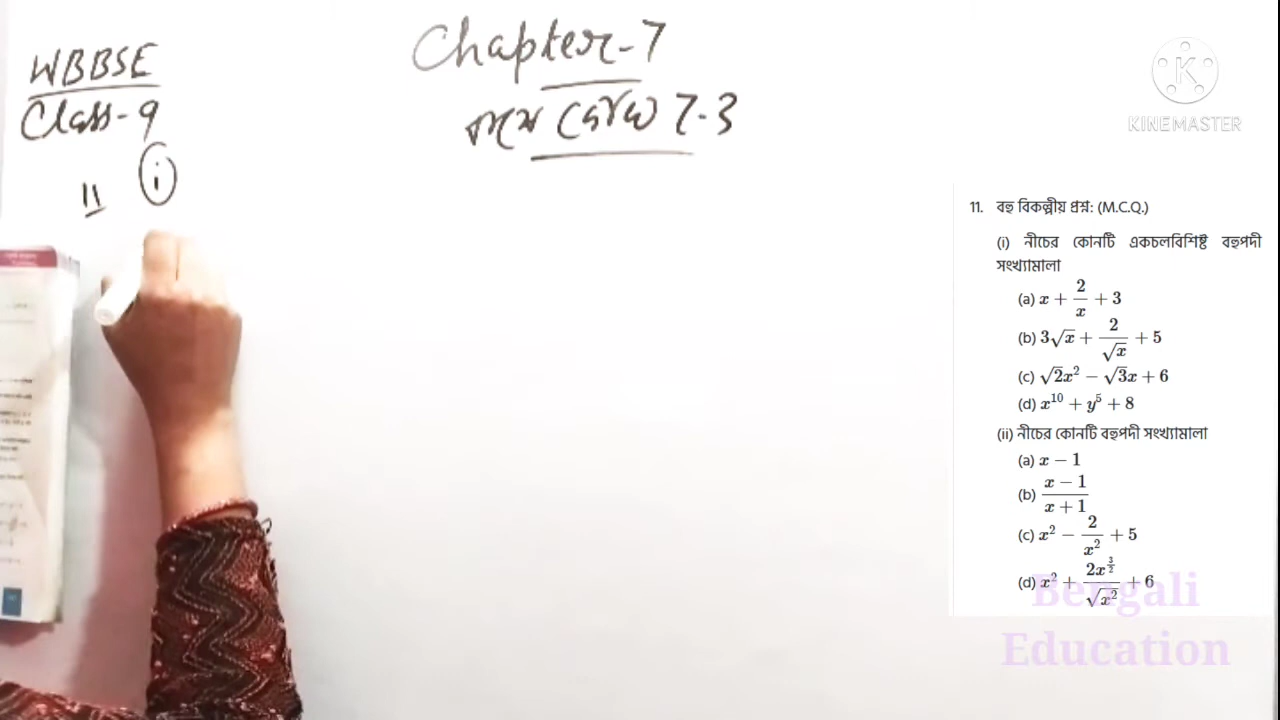 WBBSE
Class-9
Chapter-7
কষে দেখি 7.3
11 (i)
KINEMASTER
11. বহু বিকল্পীয় প্রশ্ন: (M.C.Q.)
(i) নীচের কোনটি একচলবিশিষ্ট বহুপদী
সংখ্যামালা
(a) x + 2/x + 3
(b) 3√x + 2/√x + 5
(c) √2x² − √3x + 6
(d) x¹⁰ + y⁵ + 8
(ii) নীচের কোনটি বহুপদী সংখ্যামালা
(a) x − 1
(b) (x − 1)/(x + 1)
(c) x² − 2/x² + 5
(d) x² + 2x^(3/2)/√x² + 6
Bengali
Education